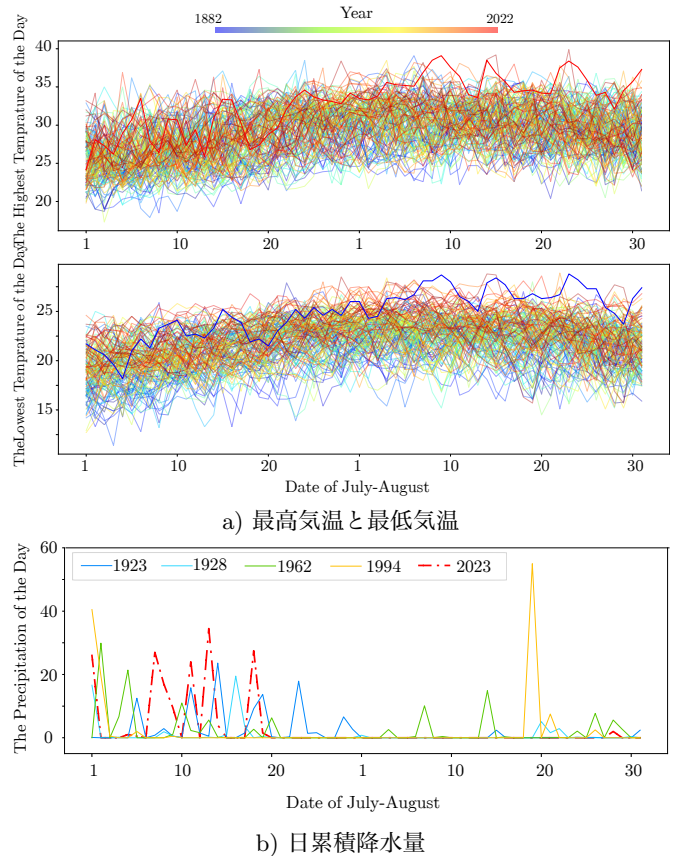 Year
1882 2022
The Highest Temprature of the Day
40
35
30
25
20
1 10 20 1 10 20 30
TheLowest Temprature of the Day
25
20
15
1 10 20 1 10 20 30
Date of July-August
a) 最高気温と最低気温
The Precipitation of the Day
60
40
20
0
1923 1928 1962 1994 2023
1 10 20 1 10 20 30
Date of July-August
b) 日累積降水量